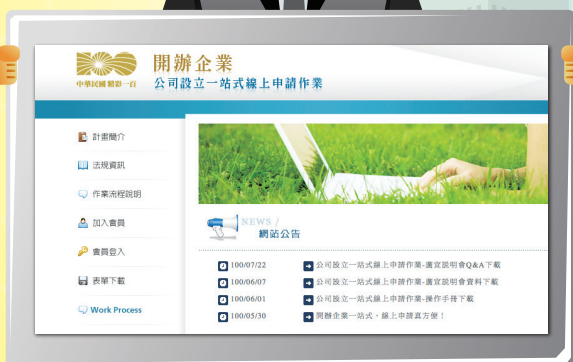 開辦企業
中華民國 精彩一百
公司設立一站式線上申請作業
計畫簡介
法規資訊
作業流程說明
加入會員
會員登入
表單下載
Work Process
NEWS /
網站公告
100/07/22 公司設立一站式線上申請作業-廣宣說明會Q&A下載
100/06/07 公司設立一站式線上申請作業-廣宣說明會資料下載
100/06/01 公司設立一站式線上申請作業-操作手冊下載
100/05/30 開辦企業一站式,線上申請真方便!